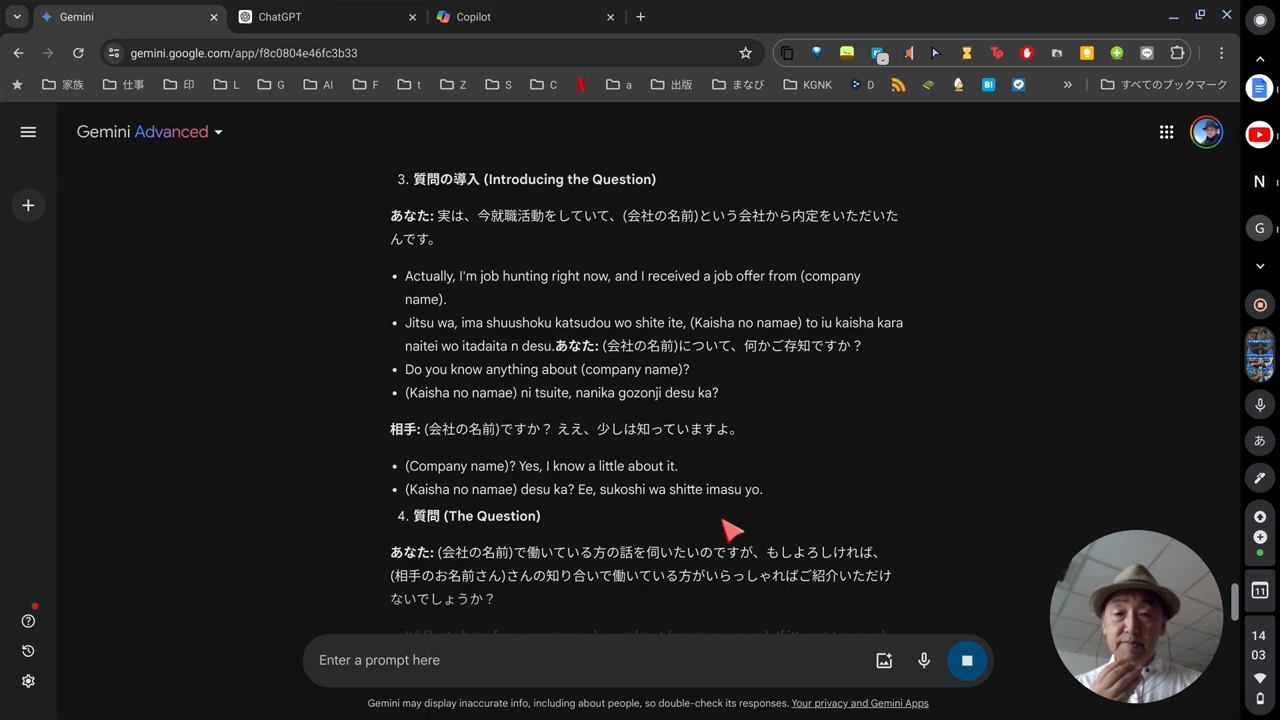 Gemini
ChatGPT
Copilot
gemini.google.com/app/f8c0804e46fc3b33
家族 仕事 印 L G AI F t Z S C a 出版 まなび KGNK D すべてのブックマーク
Gemini Advanced
3. 質問の導入 (Introducing the Question)
あなた: 実は、今就職活動をしていて、(会社の名前)という会社から内定をいただいた
んです。
• Actually, I'm job hunting right now, and I received a job offer from (company
name).
• Jitsu wa, ima shuushoku katsudou wo shite ite, (Kaisha no namae) to iu kaisha kara
naitei wo itadaita n desu.あなた: (会社の名前)について、何かご存知ですか？
• Do you know anything about (company name)?
• (Kaisha no namae) ni tsuite, nanika gozonji desu ka?
相手: (会社の名前)ですか？ ええ、少しは知っていますよ。
• (Company name)? Yes, I know a little about it.
• (Kaisha no namae) desu ka? Ee, sukoshi wa shitte imasu yo.
4. 質問 (The Question)
あなた: (会社の名前)で働いている方の話を伺いたいのですが、もしよろしければ、
(相手のお名前さん)さんの知り合いで働いている方がいらっしゃればご紹介いただけ
ないでしょうか？
Enter a prompt here
Gemini may display inaccurate info, including about people, so double-check its responses. Your privacy and Gemini Apps
N
G
あ
11
14
03